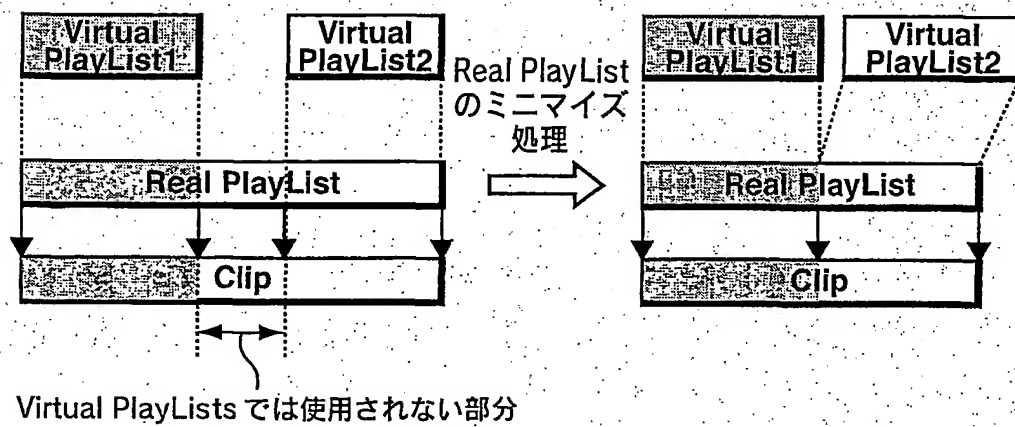 Virtual
PlayList1
Virtual
PlayList2
Real PlayList
Clip
Virtual PlayLists では使用されない部分
Real PlayList
のミニマイズ
処理
Virtual
PlayList1
Virtual
PlayList2
Real PlayList
Clip